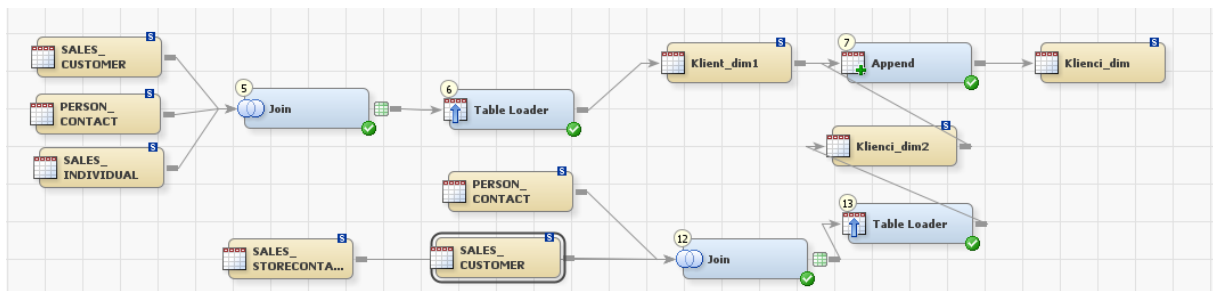 SALES_
CUSTOMER
S
PERSON_
CONTACT
S
SALES_
INDIVIDUAL
S
5
Join
6
Table Loader
Klient_dim1
S
7
Append
Klienci_dim
S
Klienci_dim2
S
PERSON_
CONTACT
S
SALES_
STORECONTA...
S
SALES_
CUSTOMER
S
12
Join
13
Table Loader